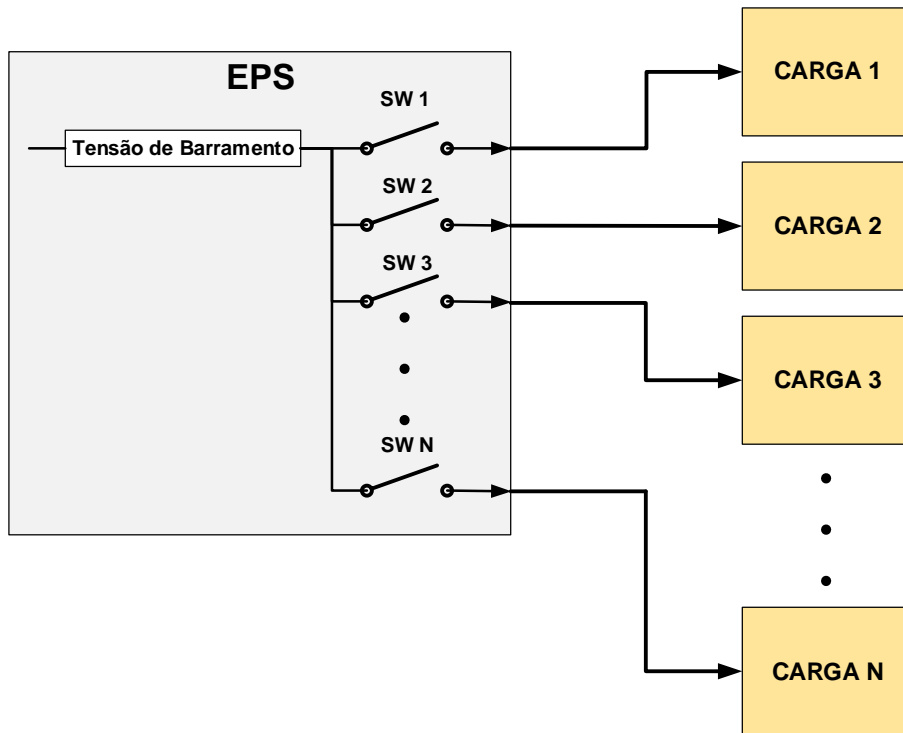 EPS
Tensão de Barramento
SW 1
SW 2
SW 3
SW N
CARGA 1
CARGA 2
CARGA 3
CARGA N